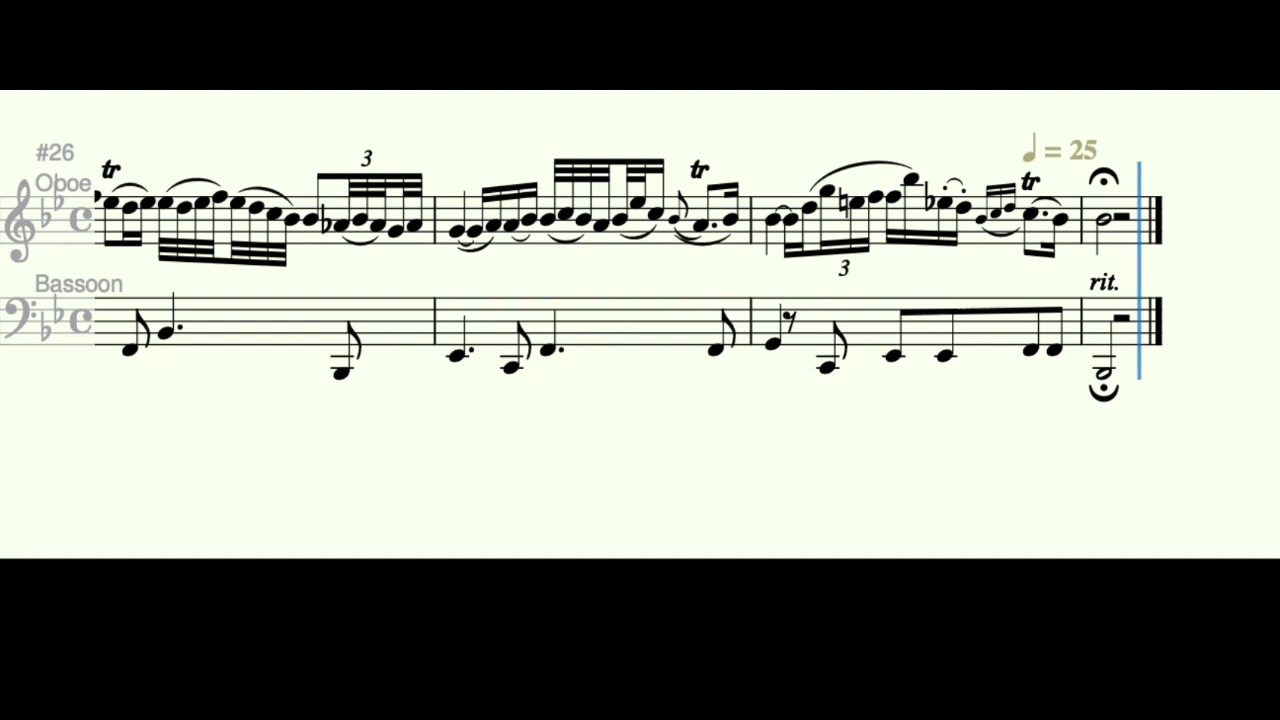 #26
Oboe
tr
3
tr
3
♩ = 25
tr
Bassoon
rit.